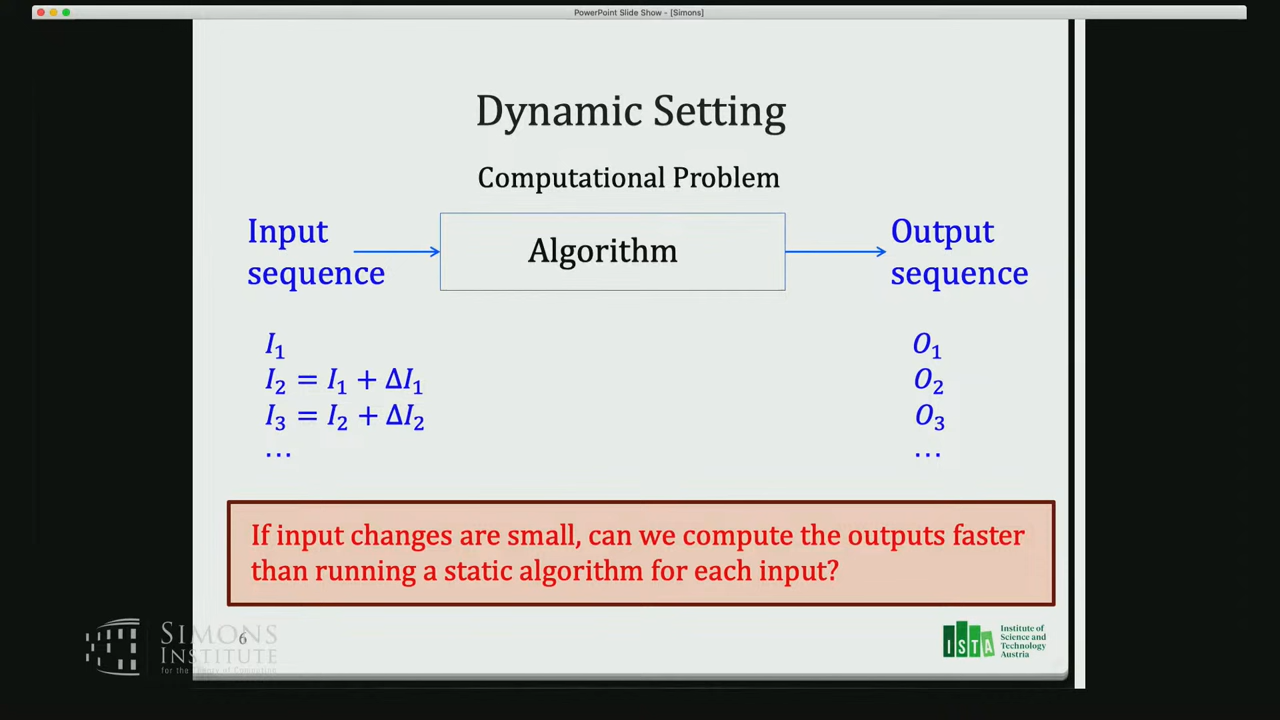 PowerPoint Slide Show - [Simons]
Dynamic Setting
Computational Problem
Input
sequence
Algorithm
Output
sequence
I₁
O₁
I₂ = I₁ + ΔI₁
O₂
I₃ = I₂ + ΔI₂
O₃
…
…
If input changes are small, can we compute the outputs faster
than running a static algorithm for each input?
6
SIMONS
INSTITUTE
for the Theory of Computing
ISTA
Institute of
Science and
Technology
Austria